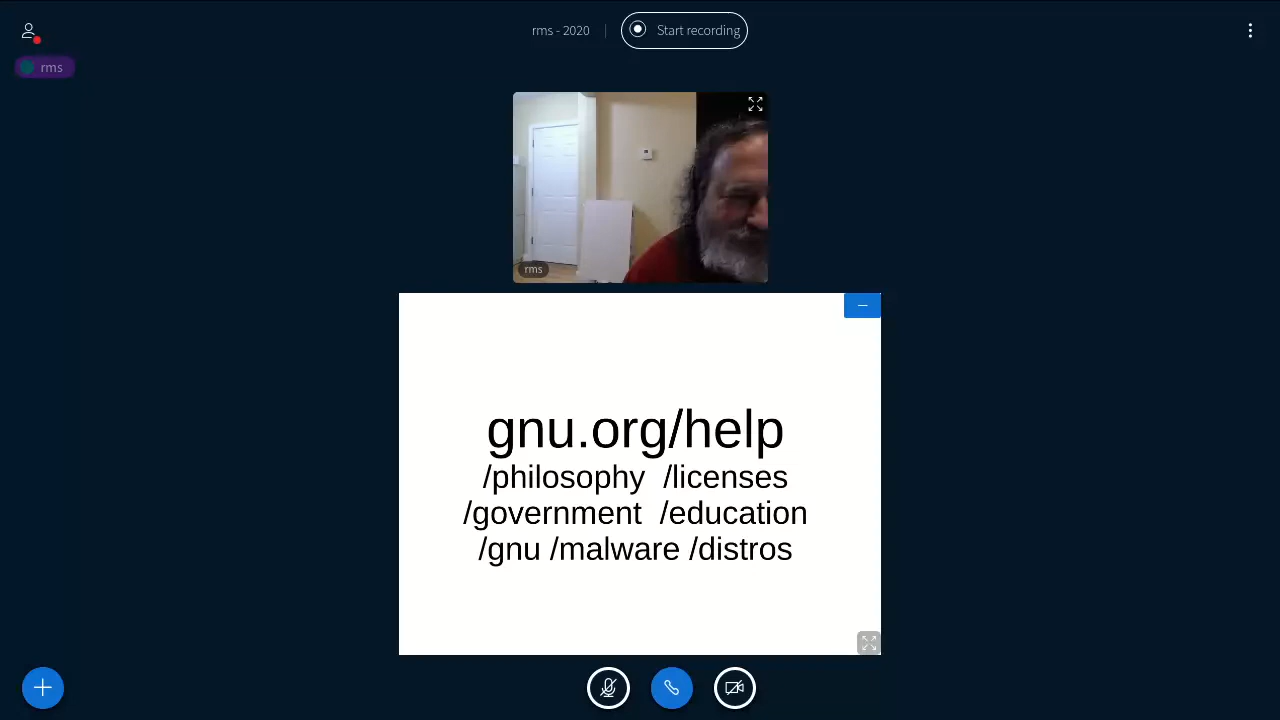 rms - 2020
Start recording
rms
rms
gnu.org/help
/philosophy /licenses
/government /education
/gnu /malware /distros